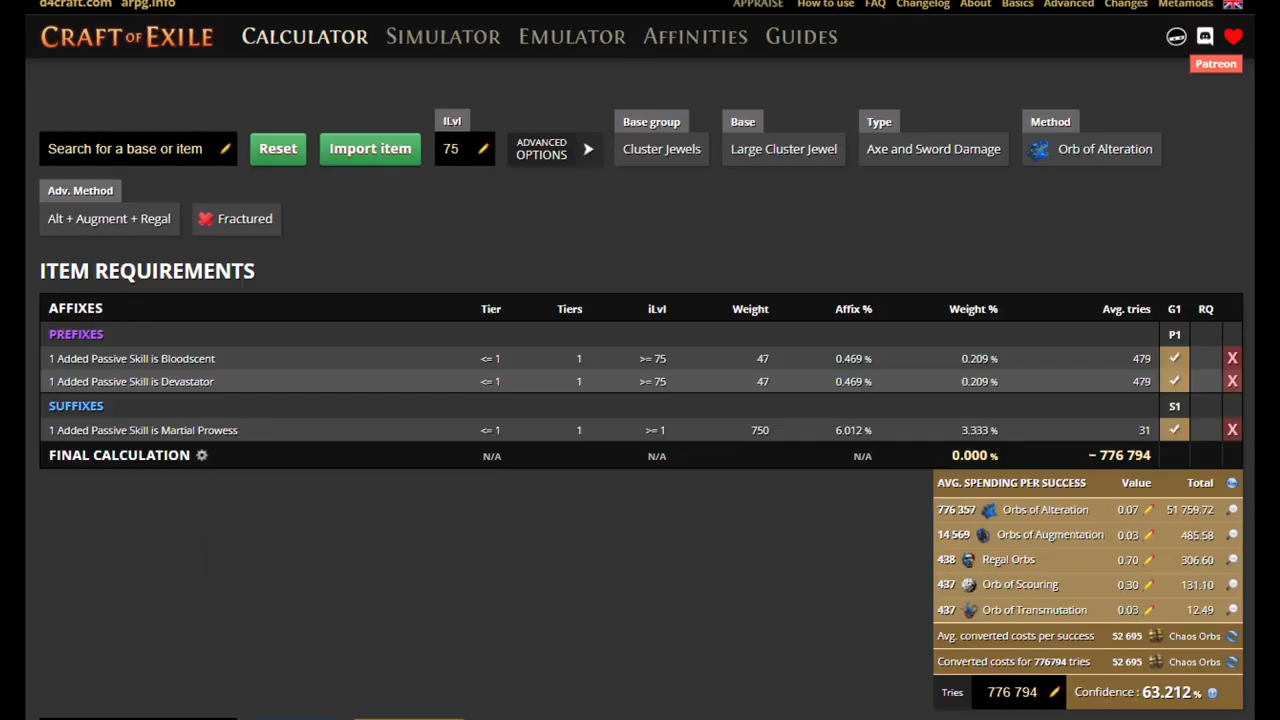 d4craft.com arpg.info APPRAISE How to use FAQ Changelog About Basics Advanced Changes Metamods
CRAFT OF EXILE CALCULATOR SIMULATOR EMULATOR AFFINITIES GUIDES
Patreon
ILvl Base group Base Type Method
Search for a base or item Reset Import item 75 ADVANCED OPTIONS Cluster Jewels Large Cluster Jewel Axe and Sword Damage Orb of Alteration
Adv. Method
Alt + Augment + Regal Fractured
ITEM REQUIREMENTS
AFFIXES Tier Tiers iLvl Weight Affix % Weight % Avg. tries G1 RQ
PREFIXES P1
1 Added Passive Skill is Bloodscent <= 1 1 >= 75 47 0.469 % 0.209 % 479 X
1 Added Passive Skill is Devastator <= 1 1 >= 75 47 0.469 % 0.209 % 479 X
SUFFIXES S1
1 Added Passive Skill is Martial Prowess <= 1 1 >= 1 750 6.012 % 3.333 % 31 X
FINAL CALCULATION N/A N/A N/A 0.000 % ~ 776 794
AVG. SPENDING PER SUCCESS Value Total
776 357 Orbs of Alteration 0.07 51 759.72
14 569 Orbs of Augmentation 0.03 485.58
438 Regal Orbs 0.70 306.60
437 Orb of Scouring 0.30 131.10
437 Orb of Transmutation 0.03 12.49
Avg. converted costs per success 52 695 Chaos Orbs
Converted costs for 776794 tries 52 695 Chaos Orbs
Tries 776 794 Confidence : 63.212 %